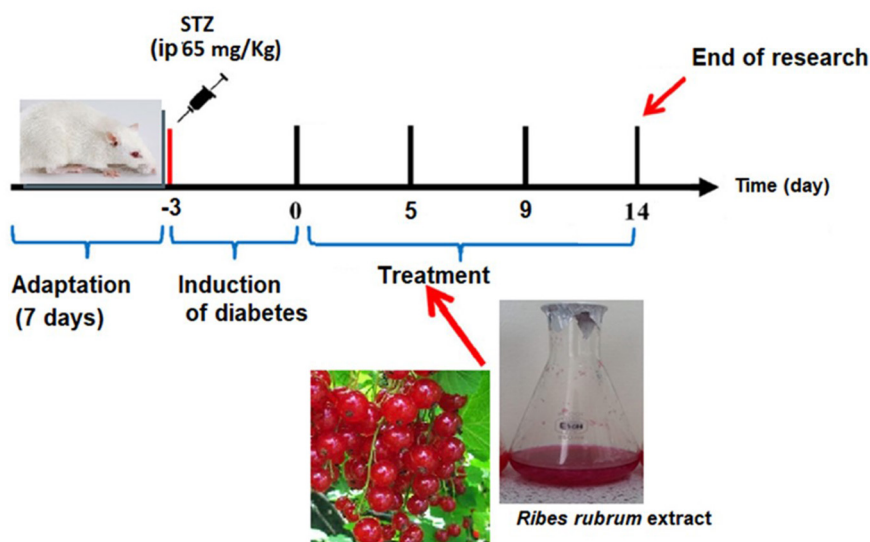 STZ
(ip 65 mg/Kg)
End of research
Time (day)
-3
0
5
9
14
Adaptation
(7 days)
Induction
of diabetes
Treatment
Ribes rubrum extract